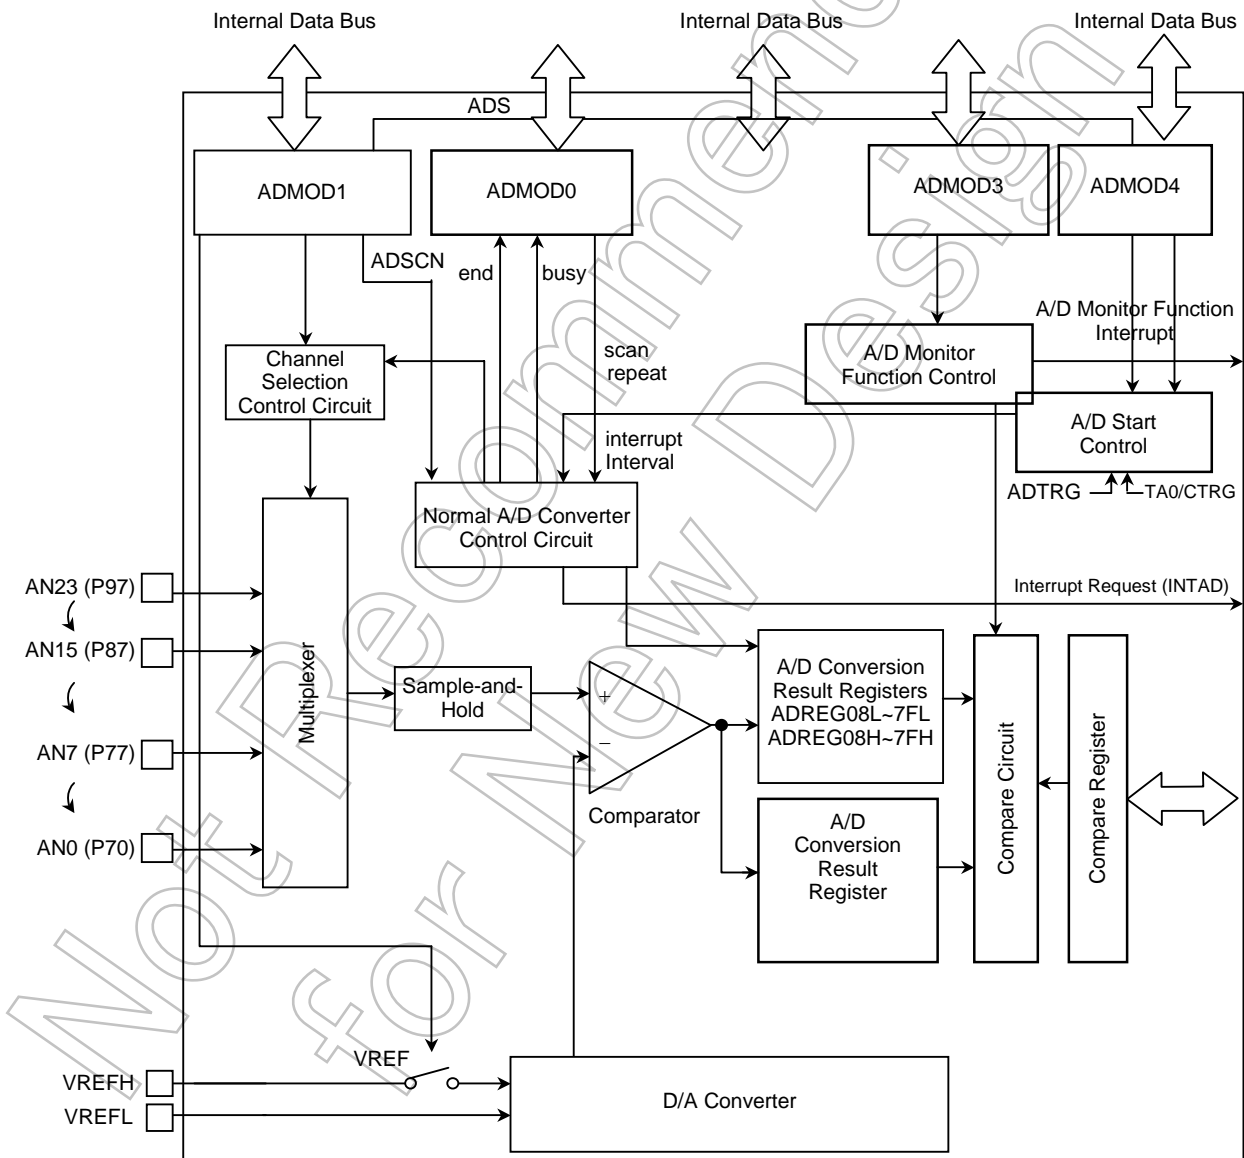 Internal Data Bus
Internal Data Bus
Internal Data Bus
ADS
ADMOD1
ADMOD0
ADMOD3
ADMOD4
ADSCN
end
busy
A/D Monitor Function
Interrupt
Channel
Selection
Control Circuit
scan
repeat
A/D Monitor
Function Control
A/D Start
Control
interrupt
Interval
ADTRG
TA0/CTRG
Normal A/D Converter
Control Circuit
AN23 (P97)
AN15 (P87)
AN7 (P77)
AN0 (P70)
Multiplexer
Interrupt Request (INTAD)
Sample-and-
Hold
+
−
Comparator
A/D Conversion
Result Registers
ADREG08L~7FL
ADREG08H~7FH
A/D
Conversion
Result
Register
Compare Circuit
Compare Register
VREF
VREFH
VREFL
D/A Converter
Not Recommend
for New Design